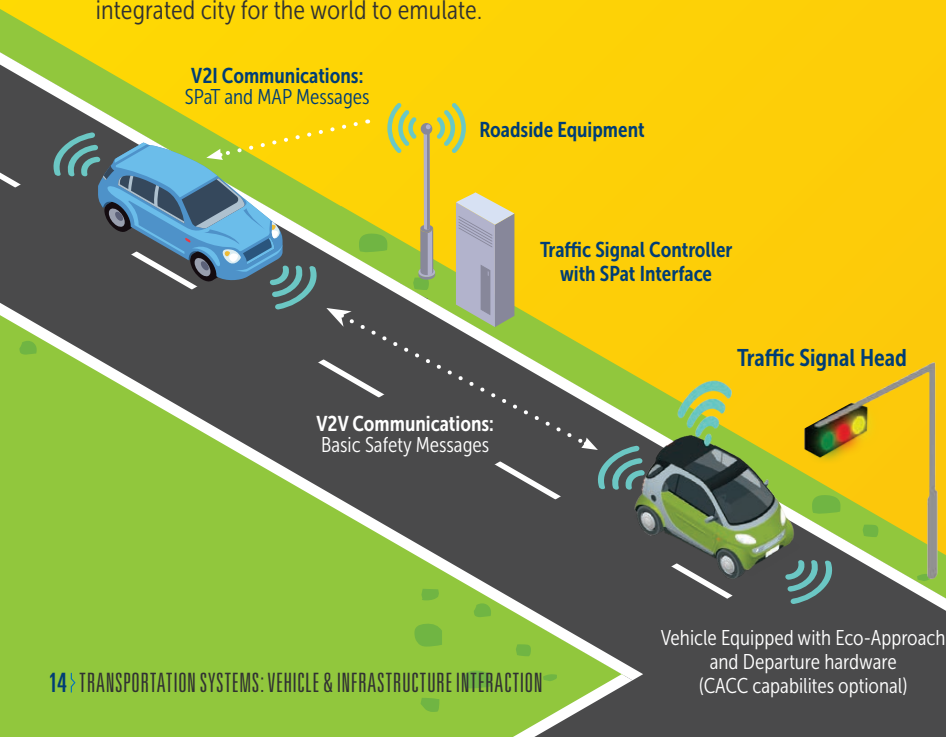 integrated city for the world to emulate.
V2I Communications:
SPaT and MAP Messages
Roadside Equipment
Traffic Signal Controller
with SPat Interface
Traffic Signal Head
V2V Communications:
Basic Safety Messages
Vehicle Equipped with Eco-Approach
and Departure hardware
(CACC capabilites optional)
14 › TRANSPORTATION SYSTEMS: VEHICLE & INFRASTRUCTURE INTERACTION